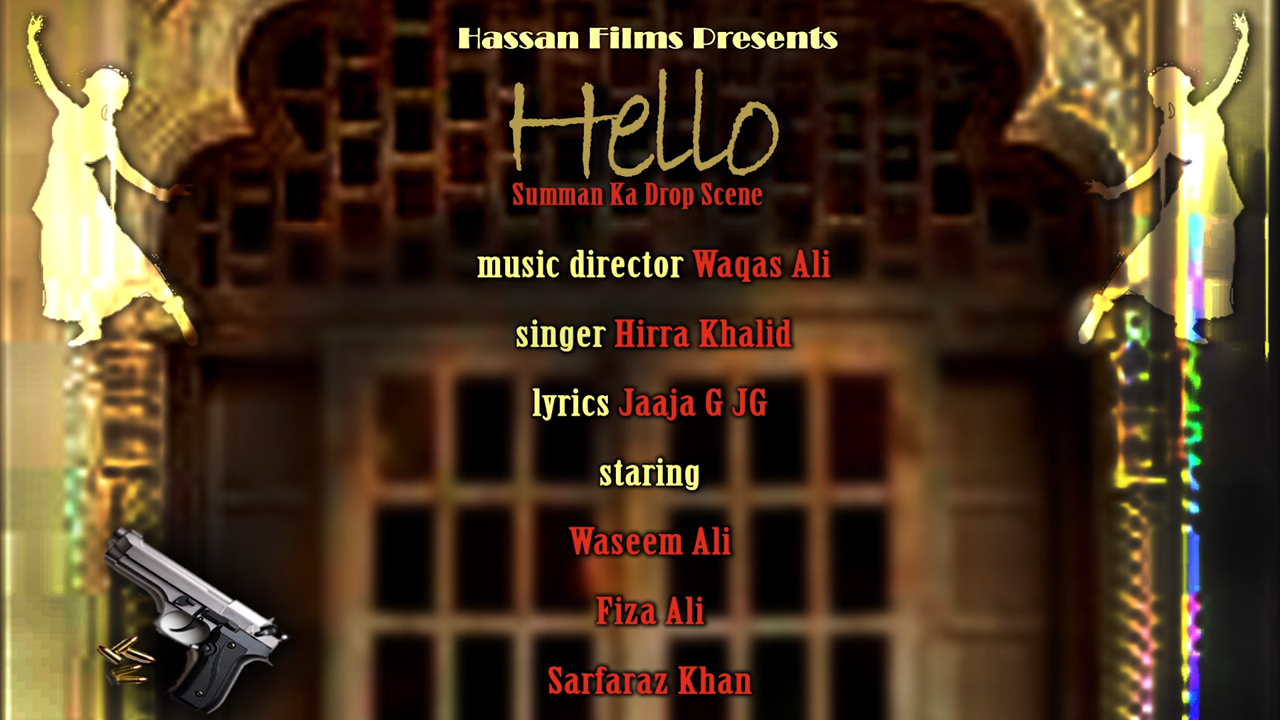 Hassan Films Presents
Hello
Summan Ka Drop Scene
music director Waqas Ali
singer Hirra Khalid
lyrics Jaaja G JG
staring
Waseem Ali
Fiza Ali
Sarfaraz Khan